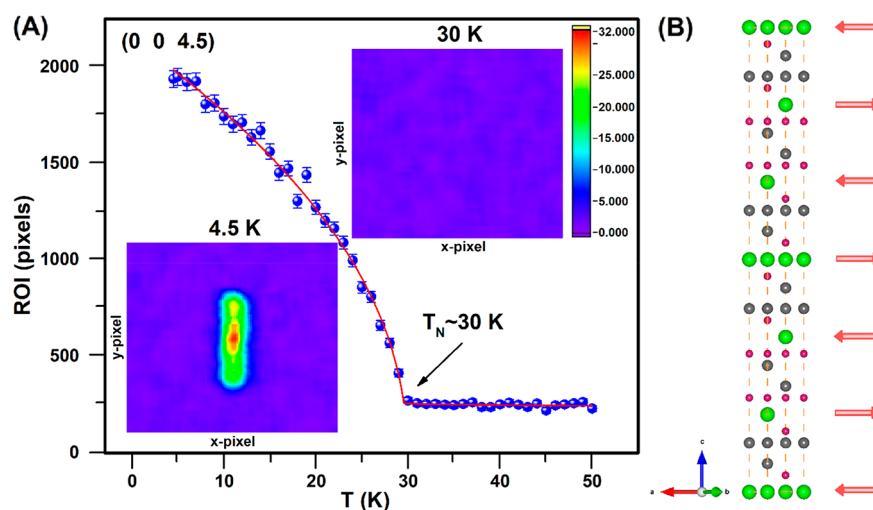 (A)
(B)
(0 0 4.5)
30 K
32.000
25.000
20.000
15.000
10.000
5.000
0.000
y-pixel
x-pixel
4.5 K
y-pixel
x-pixel
T_N~30 K
ROI (pixels)
2000
1500
1000
500
0
0 10 20 30 40 50
T (K)
c
a
b